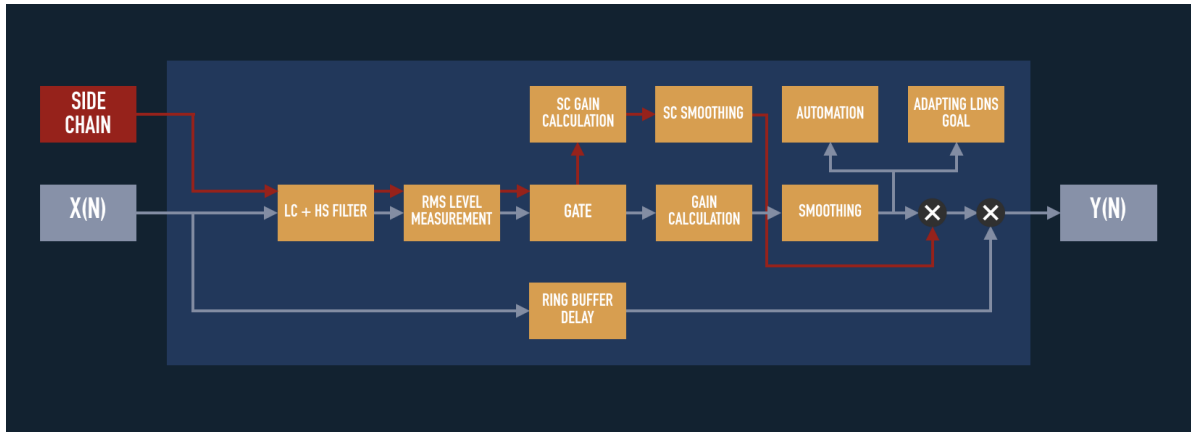 SIDE
CHAIN
SC GAIN
CALCULATION
SC SMOOTHING
AUTOMATION
ADAPTING LDNS
GOAL
X(N)
LC + HS FILTER
RMS LEVEL
MEASUREMENT
GATE
GAIN
CALCULATION
SMOOTHING
Y(N)
RING BUFFER
DELAY